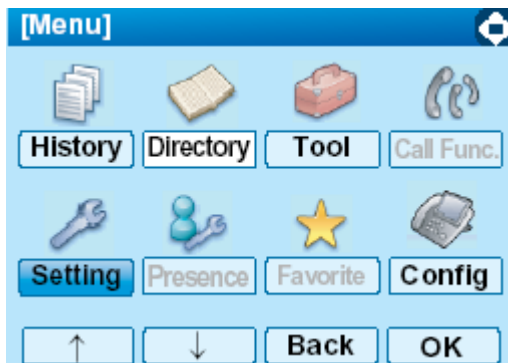 [Menu]
History Directory Tool Call Func.
Setting Presence Favorite Config
↑ ↓ Back OK